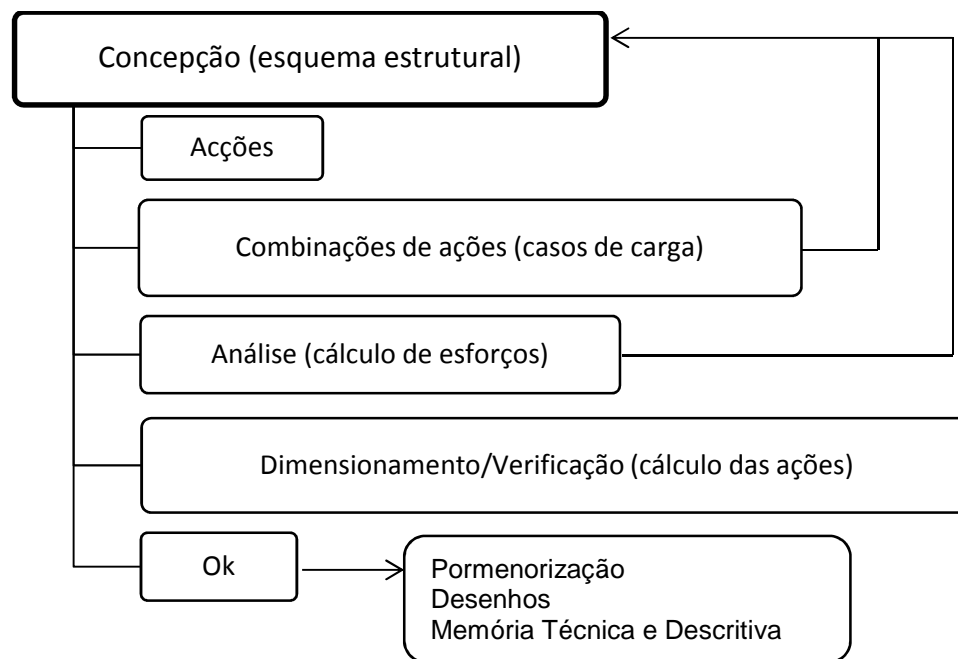 Concepção (esquema estrutural)
Acções
Combinações de ações (casos de carga)
Análise (cálculo de esforços)
Dimensionamento/Verificação (cálculo das ações)
Ok
Pormenorização
Desenhos
Memória Técnica e Descritiva